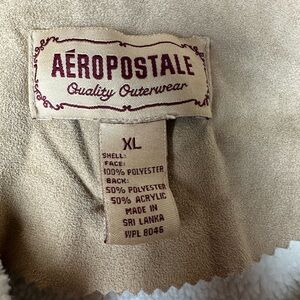 AÉROPOSTALE
Quality Outerwear
XL
SHELL:
FACE:
100% POLYESTER
BACK:
50% POLYESTER
50% ACRYLIC
MADE IN
SRI LANKA
WPL 8046